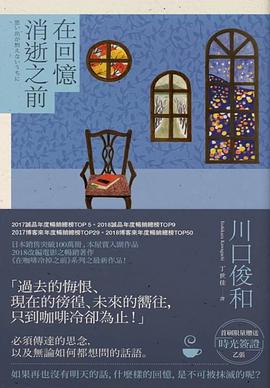 在回憶
消逝之前
思い出が消えないうちに
2017誠品年度暢銷總榜TOP 5、2018誠品年度暢銷總榜TOP9
2017博客來年度暢銷總榜TOP29、2018博客來年度暢銷總榜TOP50
日本銷售突破100萬冊，本屋賞入圍作品
2018改編電影之暢銷著作
《在咖啡冷掉之前》系列之最新作品！
川口俊和
Toshikazu Kawaguchi
丁世佳 譯
「過去的悔恨、
現在的徬徨、未來的嚮往，
只到咖啡冷卻為止！」
必須傳達的思念，
以及無論如何都想問的話語。
首刷限量贈送
時光簽證
乙張
如果再也沒有明天的話，什麼樣的回憶，是不可被抹滅的呢？